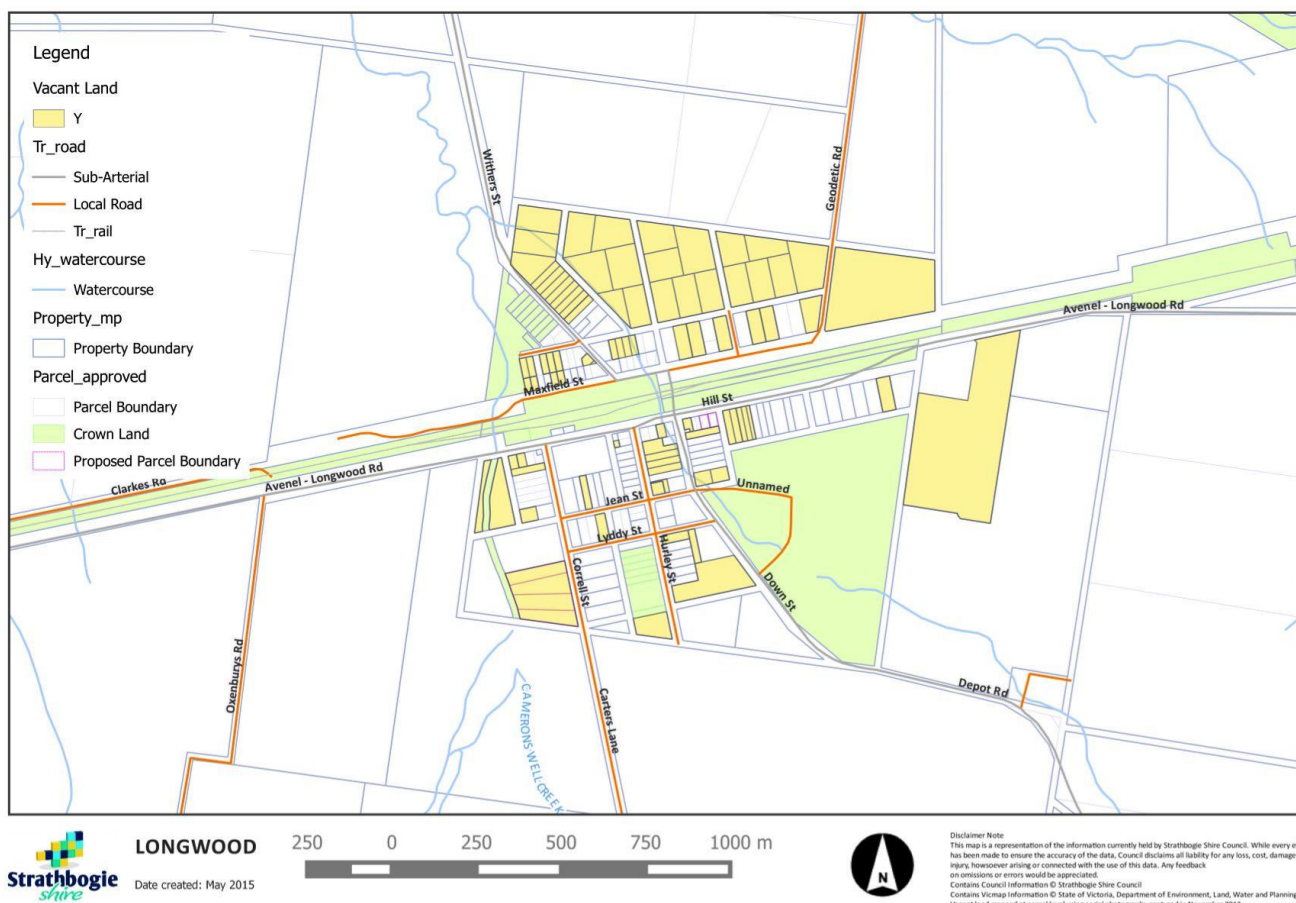 Legend
Vacant Land
Y
Tr_road
Sub-Arterial
Local Road
Tr_rail
Hy_watercourse
Watercourse
Property_mp
Property Boundary
Parcel_approved
Parcel Boundary
Crown Land
Proposed Parcel Boundary
Withers St
Geodetic Rd
Avenel - Longwood Rd
Maxfield St
Hill St
Clarkes Rd
Avenel - Longwood Rd
Unnamed
Jean St
Lyddy St
Hurley St
Correll St
Down St
Oxenburys Rd
Carters Lane
Depot Rd
CAMERONS WELL CREEK
Strathbogie
shire
LONGWOOD
Date created: May 2015
250 0 250 500 750 1000 m
N
Disclaimer Note
This map is a representation of the information currently held by Strathbogie Shire Council. While every e
has been made to ensure the accuracy of the data, Council disclaims all liability for any loss, cost, damage
injury, howsoever arising or connected with the use of this data. Any feedback
on omissions or errors would be appreciated.
Contains Council Information © Strathbogie Shire Council
Contains Vicmap Information © State of Victoria, Department of Environment, Land, Water and Planning